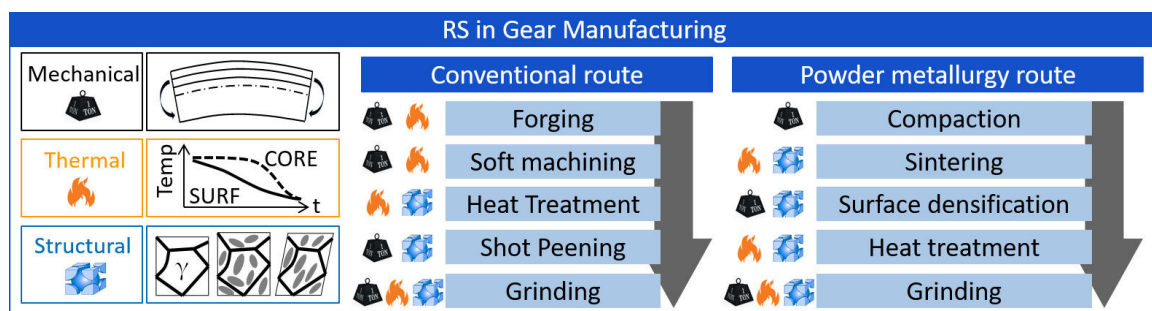 RS in Gear Manufacturing
Mechanical
1
TON
Thermal
Temp
CORE
SURF
t
Structural
γ
Conventional route
Forging
Soft machining
Heat Treatment
Shot Peening
Grinding
Powder metallurgy route
Compaction
Sintering
Surface densification
Heat treatment
Grinding